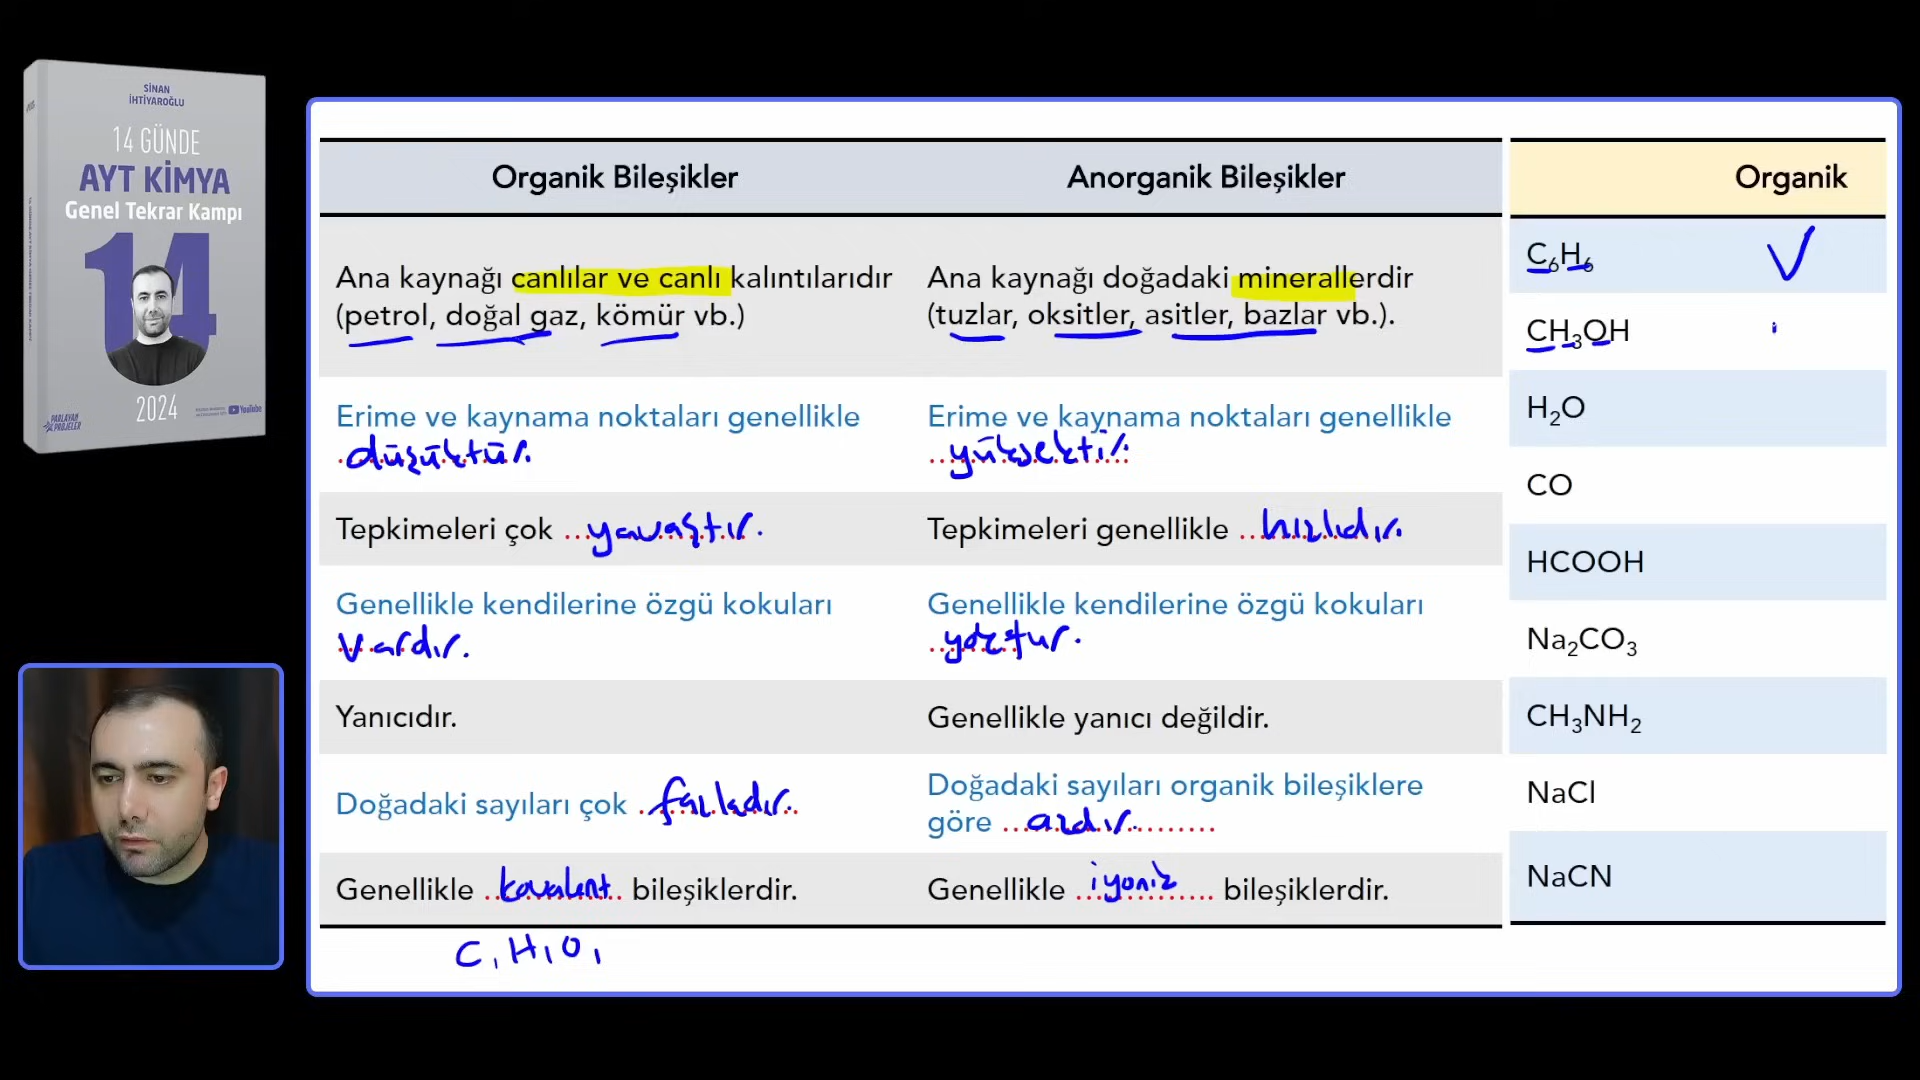 SİNAN
İHTİYAROĞLU
14 GÜNDE
AYT KİMYA
Genel Tekrar Kampı
14
2024
PARLAYAN
PROJELER
YouTube
Organik Bileşikler
Anorganik Bileşikler
Ana kaynağı canlılar ve canlı kalıntılarıdır
(petrol, doğal gaz, kömür vb.)
Ana kaynağı doğadaki minerallerdir
(tuzlar, oksitler, asitler, bazlar vb.).
Erime ve kaynama noktaları genellikle
düşüktür.
Erime ve kaynama noktaları genellikle
yüksektir.
Tepkimeleri çok yavaştır.
Tepkimeleri genellikle hızlıdır.
Genellikle kendilerine özgü kokuları
vardır.
Genellikle kendilerine özgü kokuları
yoktur.
Yanıcıdır.
Genellikle yanıcı değildir.
Doğadaki sayıları çok fazladır.
Doğadaki sayıları organik bileşiklere
göre azdır.
Genellikle kovalent bileşiklerdir.
Genellikle iyonik bileşiklerdir.
C, H, O,
Organik
C₆H₆ √
CH₃OH
H₂O
CO
HCOOH
Na₂CO₃
CH₃NH₂
NaCl
NaCN